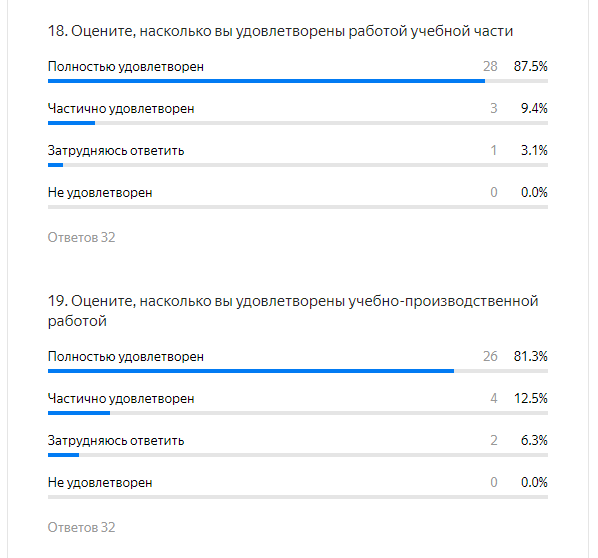 18. Оцените, насколько вы удовлетворены работой учебной части
Полностью удовлетворен 28 87.5%
Частично удовлетворен 3 9.4%
Затрудняюсь ответить 1 3.1%
Не удовлетворен 0 0.0%
Ответов 32
19. Оцените, насколько вы удовлетворены учебно-производственной
работой
Полностью удовлетворен 26 81.3%
Частично удовлетворен 4 12.5%
Затрудняюсь ответить 2 6.3%
Не удовлетворен 0 0.0%
Ответов 32